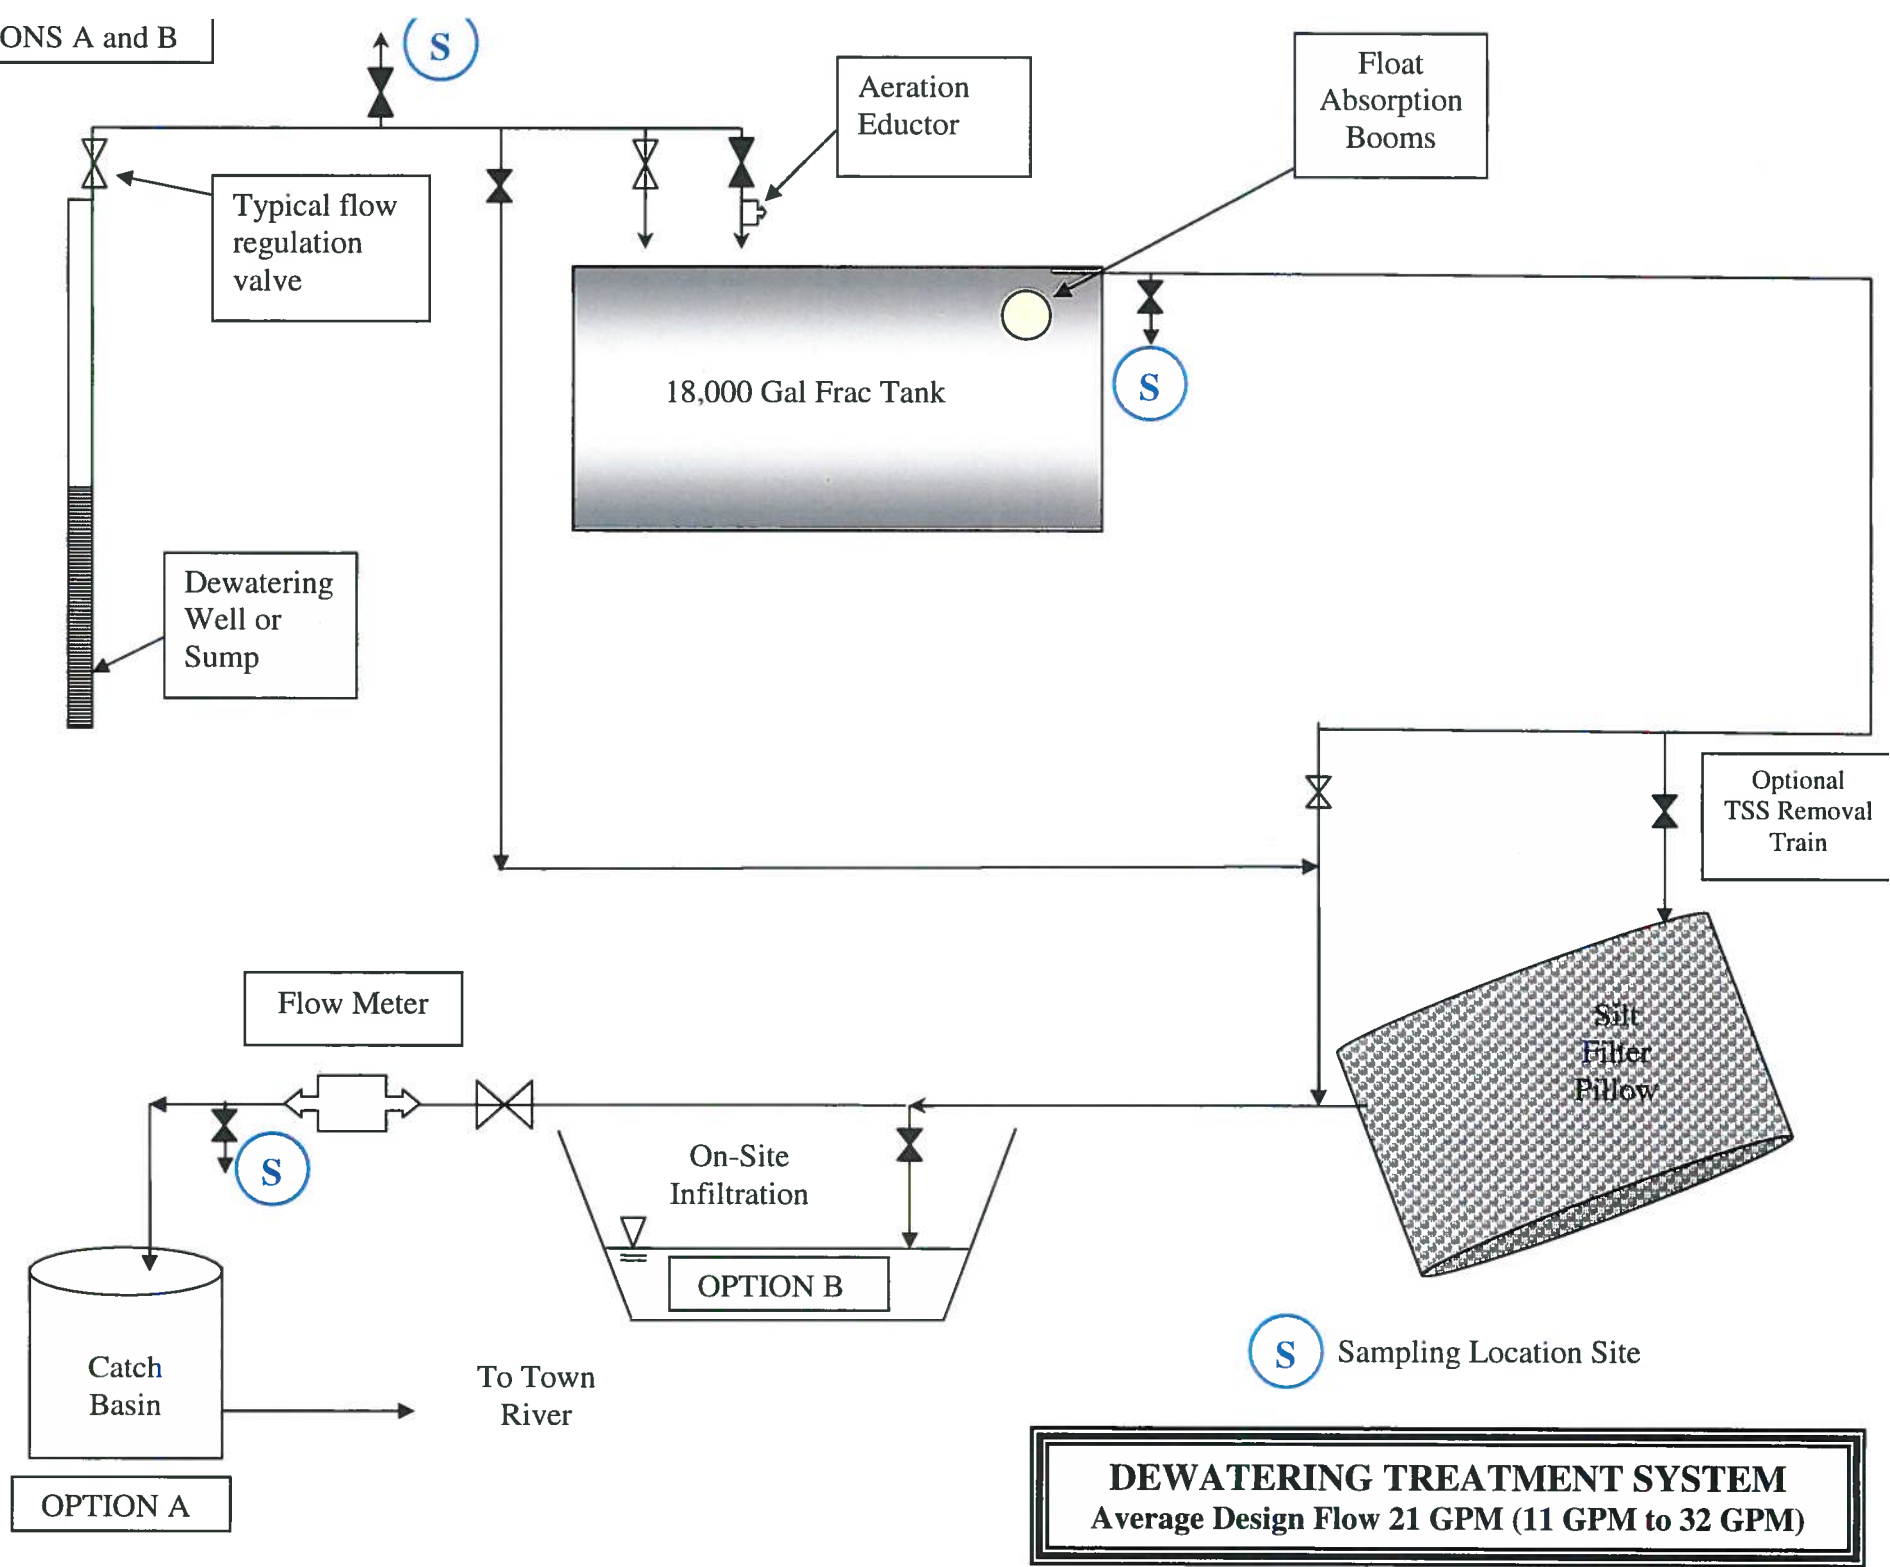 ONS A and B
S
Aeration
Eductor
Float
Absorption
Booms
Typical flow
regulation
valve
18,000 Gal Frac Tank
S
Dewatering
Well or
Sump
Optional
TSS Removal
Train
Flow Meter
Silt
Filter
Pillow
S
On-Site
Infiltration
OPTION B
Catch
Basin
To Town
River
S Sampling Location Site
OPTION A
DEWATERING TREATMENT SYSTEM
Average Design Flow 21 GPM (11 GPM to 32 GPM)